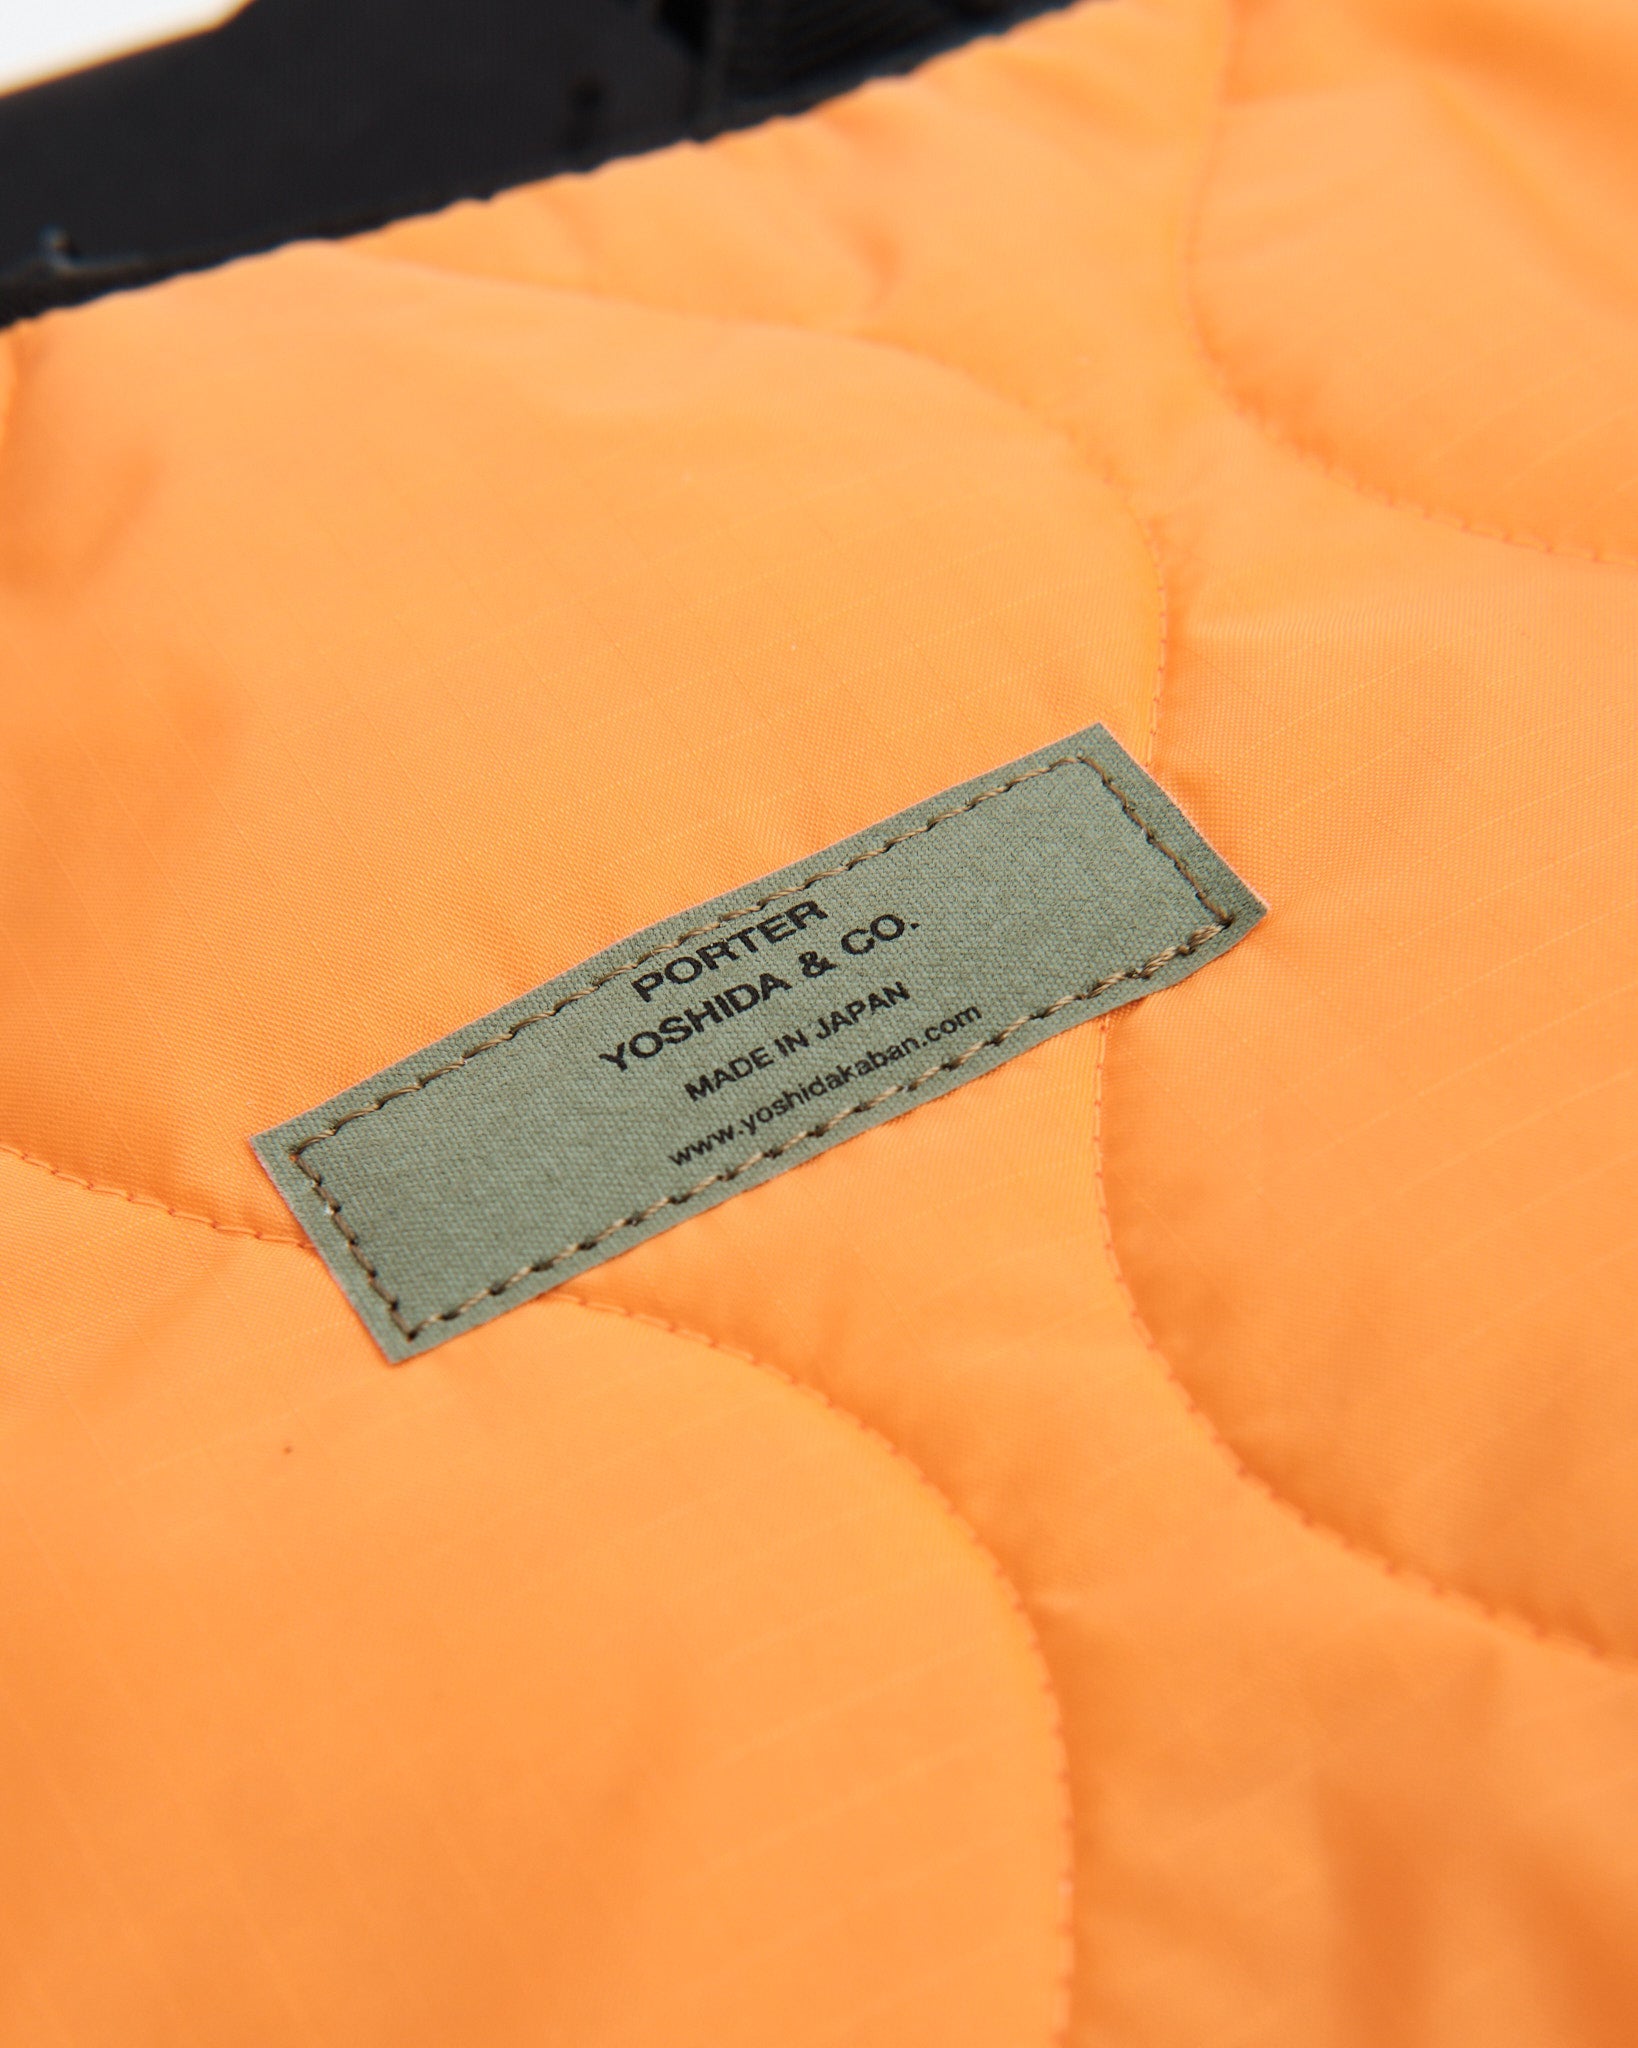 PORTER
YOSHIDA & CO.
MADE IN JAPAN
www.yoshidakaban.com